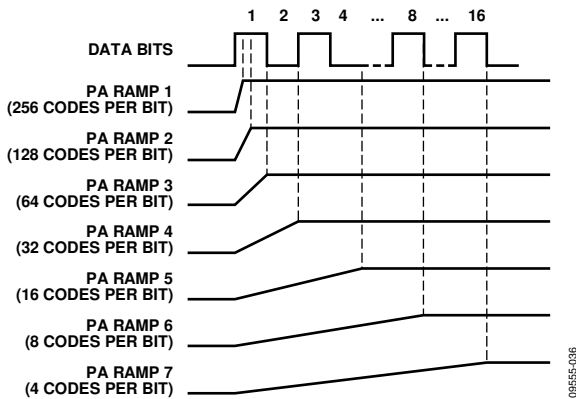 1 2 3 4 ... 8 ... 16
DATA BITS
PA RAMP 1
(256 CODES PER BIT)
PA RAMP 2
(128 CODES PER BIT)
PA RAMP 3
(64 CODES PER BIT)
PA RAMP 4
(32 CODES PER BIT)
PA RAMP 5
(16 CODES PER BIT)
PA RAMP 6
(8 CODES PER BIT)
PA RAMP 7
(4 CODES PER BIT)
09555-036